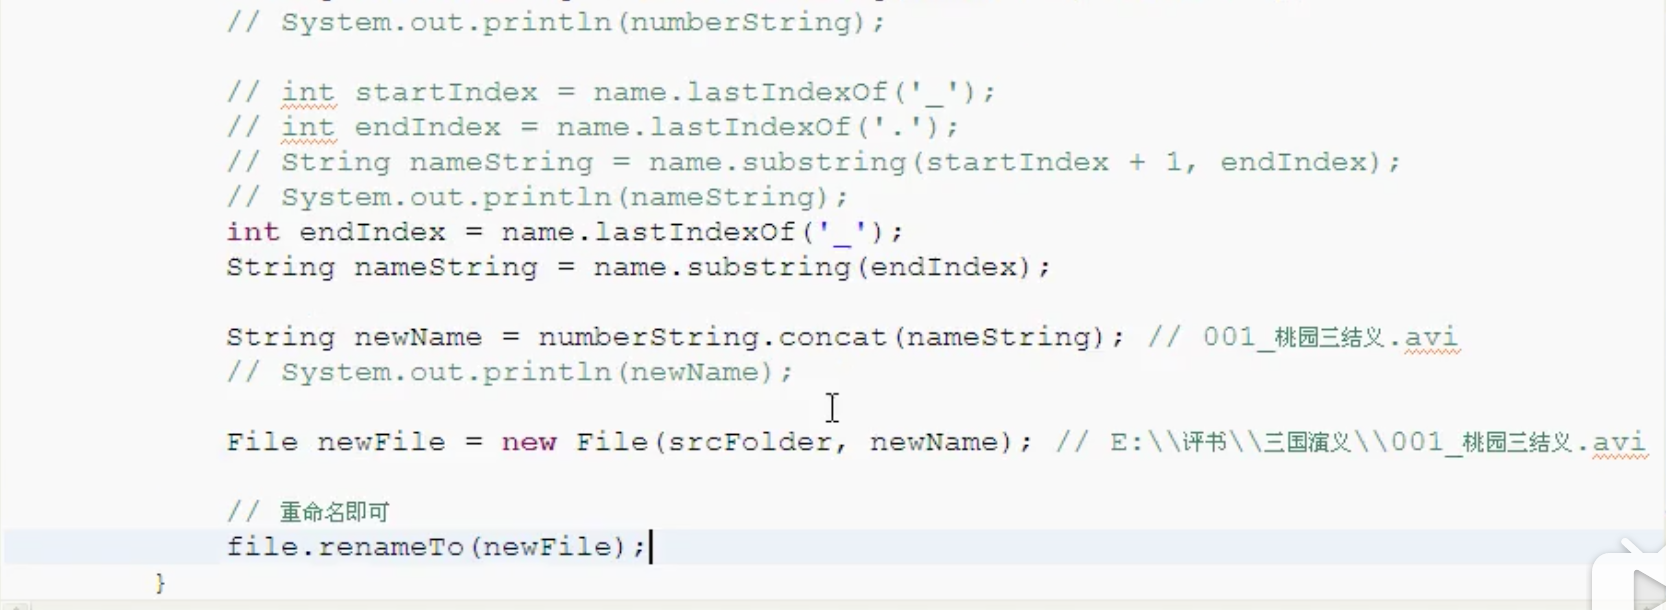 // System.out.println(numberString);
// int startIndex = name.lastIndexOf('_');
// int endIndex = name.lastIndexOf('.');
// String nameString = name.substring(startIndex + 1, endIndex);
// System.out.println(nameString);
int endIndex = name.lastIndexOf('_');
String nameString = name.substring(endIndex);
String newName = numberString.concat(nameString); // 001_桃园三结义.avi
// System.out.println(newName);
File newFile = new File(srcFolder, newName); // E:\\评书\\三国演义\\001_桃园三结义.avi
// 重命名即可
file.renameTo(newFile);
}